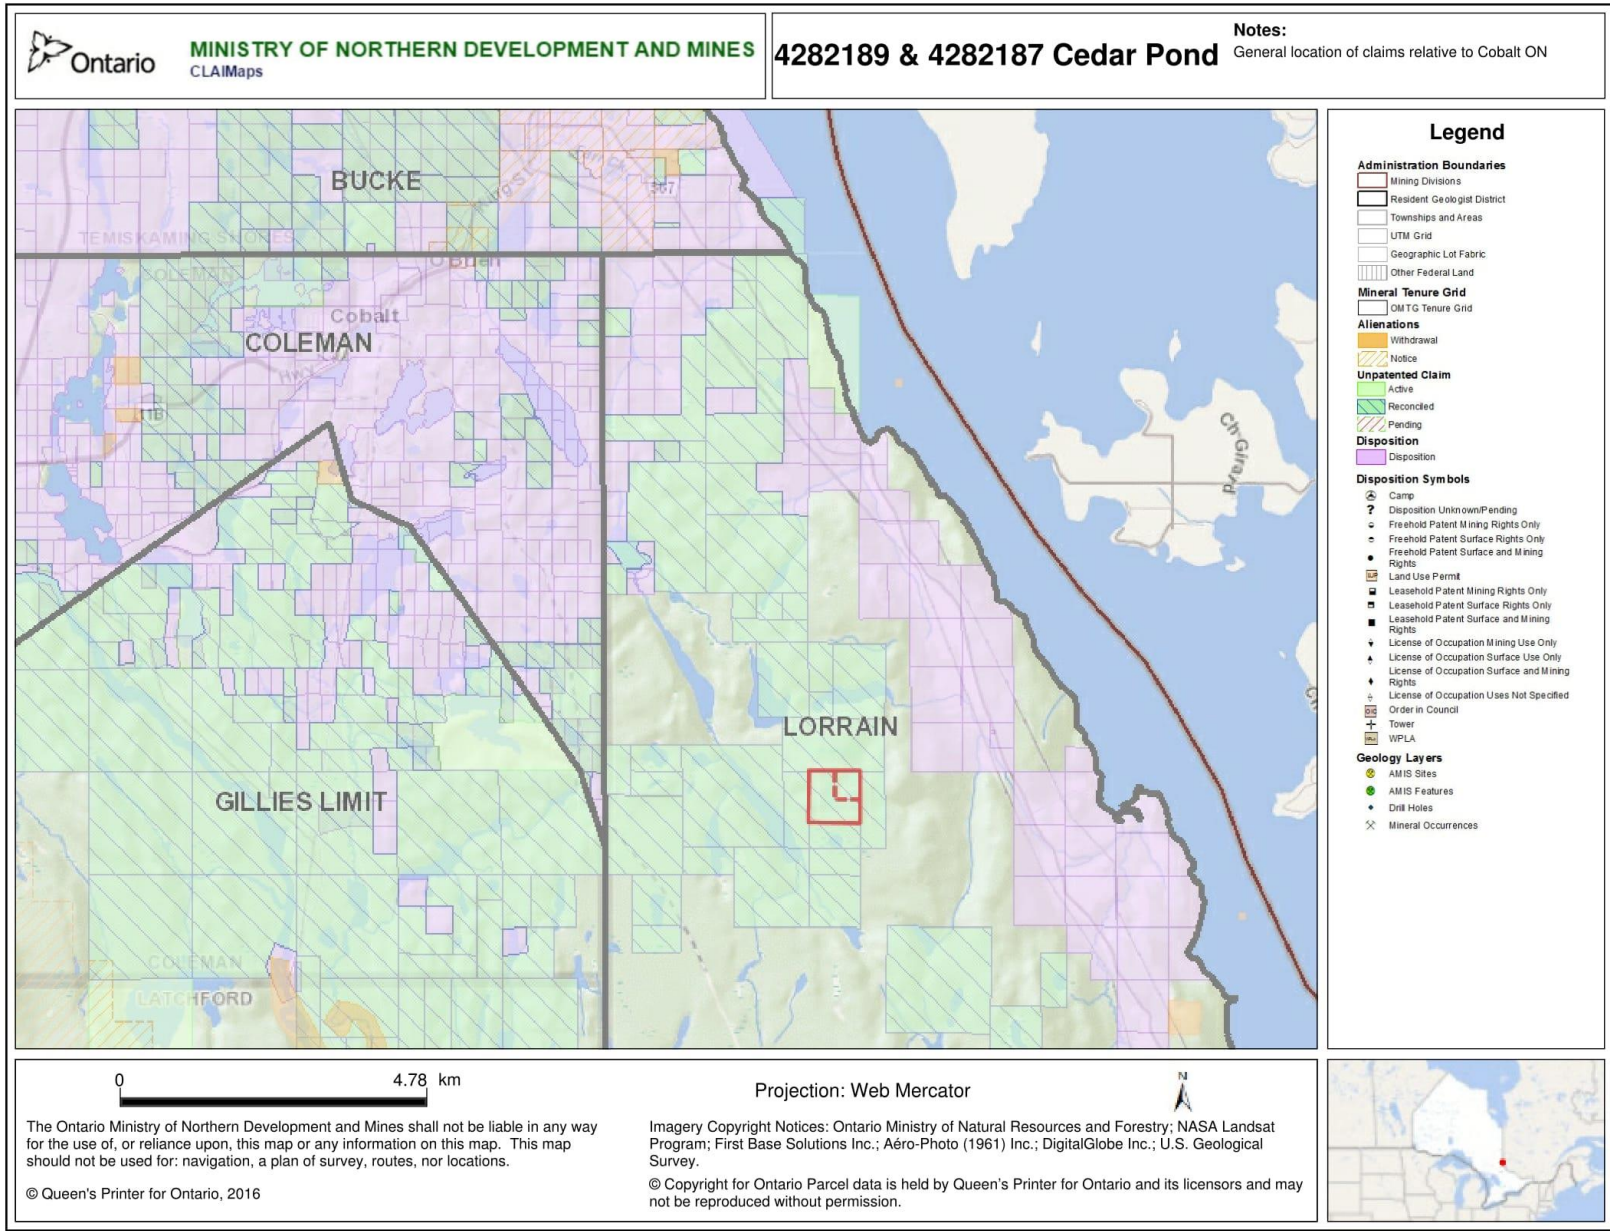 Ontario
MINISTRY OF NORTHERN DEVELOPMENT AND MINES
CLAIMaps
4282189 & 4282187 Cedar Pond
Notes:
General location of claims relative to Cobalt ON
BUCKE
King St
567
TEMISKAMING SHORES
O'Brien
COLEMAN
Cobalt
COLEMAN
Hwy
11B
Ch Girard
LORRAIN
GILLIES LIMIT
COLEMAN
LATCHFORD
Legend
Administration Boundaries
Mining Divisions
Resident Geologist District
Townships and Areas
UTM Grid
Geographic Lot Fabric
Other Federal Land
Mineral Tenure Grid
OMTG Tenure Grid
Alienations
Withdrawal
Notice
Unpatented Claim
Active
Reconciled
Pending
Disposition
Disposition
Disposition Symbols
Camp
? Disposition Unknown/Pending
Freehold Patent Mining Rights Only
Freehold Patent Surface Rights Only
Freehold Patent Surface and Mining
Rights
Land Use Permit
Leasehold Patent Mining Rights Only
Leasehold Patent Surface Rights Only
Leasehold Patent Surface and Mining
Rights
License of Occupation Mining Use Only
License of Occupation Surface Use Only
License of Occupation Surface and Mining
Rights
License of Occupation Uses Not Specified
Order in Council
Tower
WPLA
Geology Layers
AMIS Sites
AMIS Features
Drill Holes
Mineral Occurrences
0 4.78 km
The Ontario Ministry of Northern Development and Mines shall not be liable in any way
for the use of, or reliance upon, this map or any information on this map. This map
should not be used for: navigation, a plan of survey, routes, nor locations.
© Queen's Printer for Ontario, 2016
Projection: Web Mercator
N
Imagery Copyright Notices: Ontario Ministry of Natural Resources and Forestry; NASA Landsat
Program; First Base Solutions Inc.; Aéro-Photo (1961) Inc.; DigitalGlobe Inc.; U.S. Geological
Survey.
© Copyright for Ontario Parcel data is held by Queen's Printer for Ontario and its licensors and may
not be reproduced without permission.